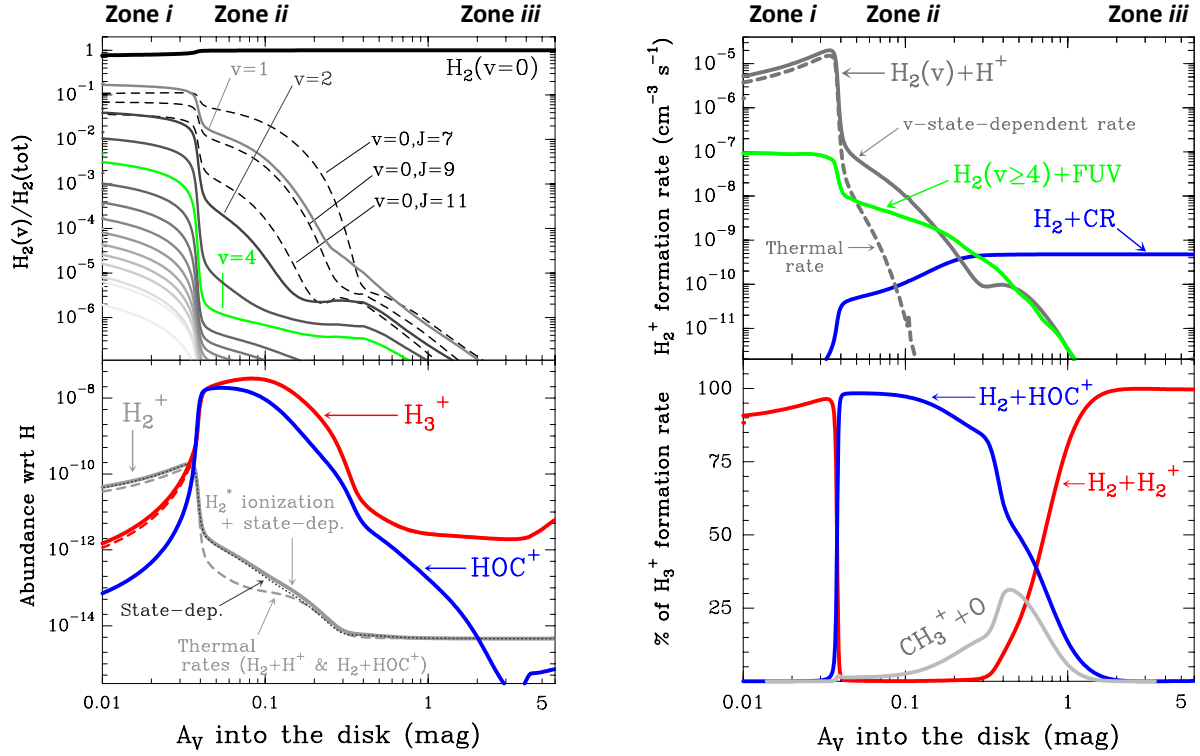 Zone i Zone ii Zone iii
1
10⁻¹
10⁻²
10⁻³
10⁻⁴
10⁻⁵
10⁻⁶
H₂(v)/H₂(tot)
v=1
v=2
H₂(v=0)
v=0,J=7
v=0,J=9
v=0,J=11
v=4
10⁻⁸
10⁻¹⁰
10⁻¹²
10⁻¹⁴
Abundance wrt H
H₂⁺
H₃⁺
H₂* ionization
+ state-dep.
HOC⁺
State-dep.
Thermal
rates (H₂+H⁺ & H₂+HOC⁺)
0.01 0.1 1 5
A_V into the disk (mag)
Zone i Zone ii Zone iii
10⁻⁵
10⁻⁶
10⁻⁷
10⁻⁸
10⁻⁹
10⁻¹⁰
10⁻¹¹
H₂⁺ formation rate (cm⁻³ s⁻¹)
H₂(v)+H⁺
v-state-dependent rate
H₂(v≥4)+FUV
H₂+CR
Thermal
rate
100
75
50
25
% of H₃⁺ formation rate
H₂+HOC⁺
H₂+H₂⁺
CH₃⁺+O
0.01 0.1 1 5
A_V into the disk (mag)